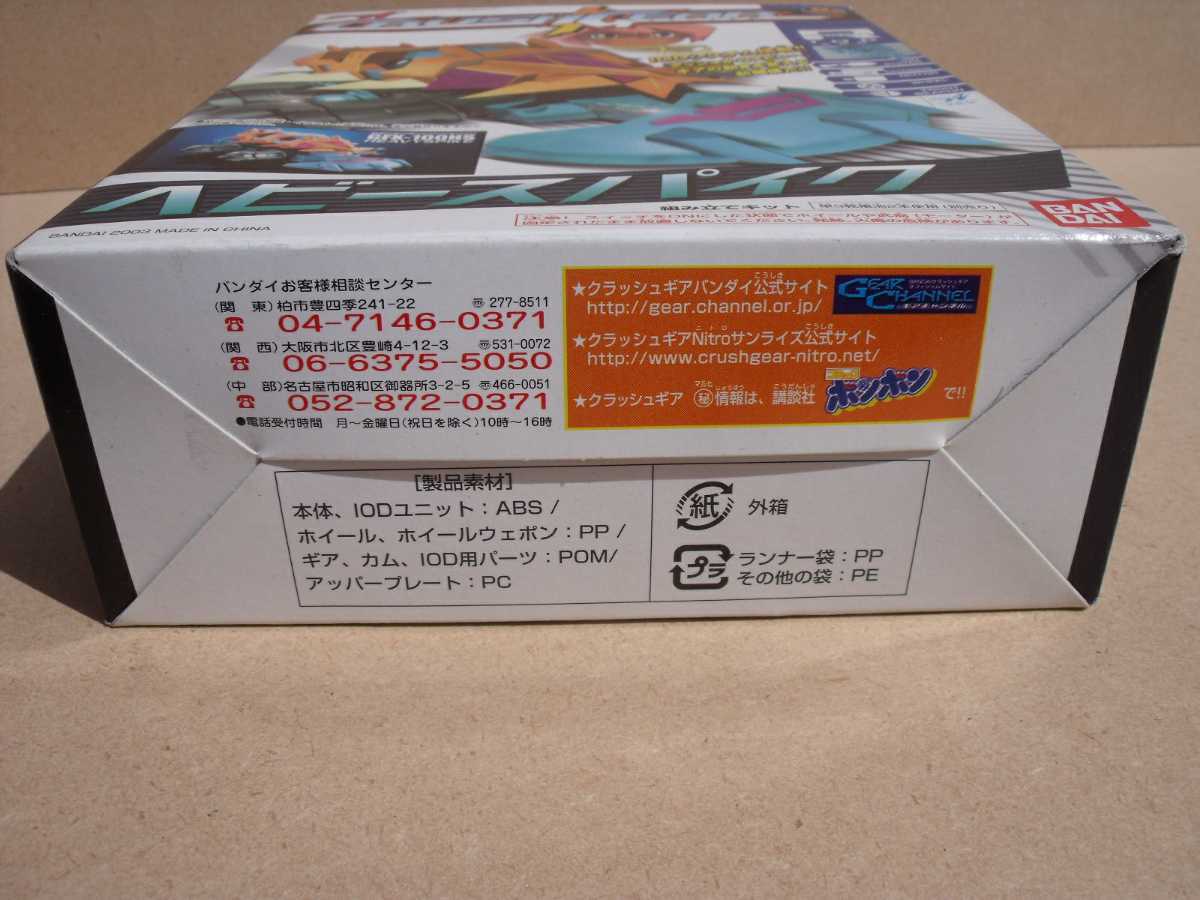 ヘビースパイク
組み立てキット
BANDAI 2003 MADE IN CHINA
BAN
DAI
バンダイお客様相談センター
(関 東)柏市豊四季241-22 〠277-8511
☎ 04-7146-0371
(関 西)大阪市北区豊崎4-12-3 〠531-0072
☎ 06-6375-5050
(中 部)名古屋市昭和区御器所3-2-5 〠466-0051
☎ 052-872-0371
●電話受付時間 月～金曜日(祝日を除く)10時～16時
★クラッシュギアバンダイ公式サイト
http://gear.channel.or.jp/
GEAR
CHANNEL
ギアチャンネル
★クラッシュギアNitroサンライズ公式サイト
http://www.crushgear-nitro.net/
★クラッシュギア ㊙情報は、講談社 ボンボン で!!
[製品素材]
本体、IODユニット：ABS /
ホイール、ホイールウェポン：PP /
ギア、カム、IOD用パーツ：POM/
アッパープレート：PC
紙 外箱
プラ ランナー袋：PP
その他の袋：PE